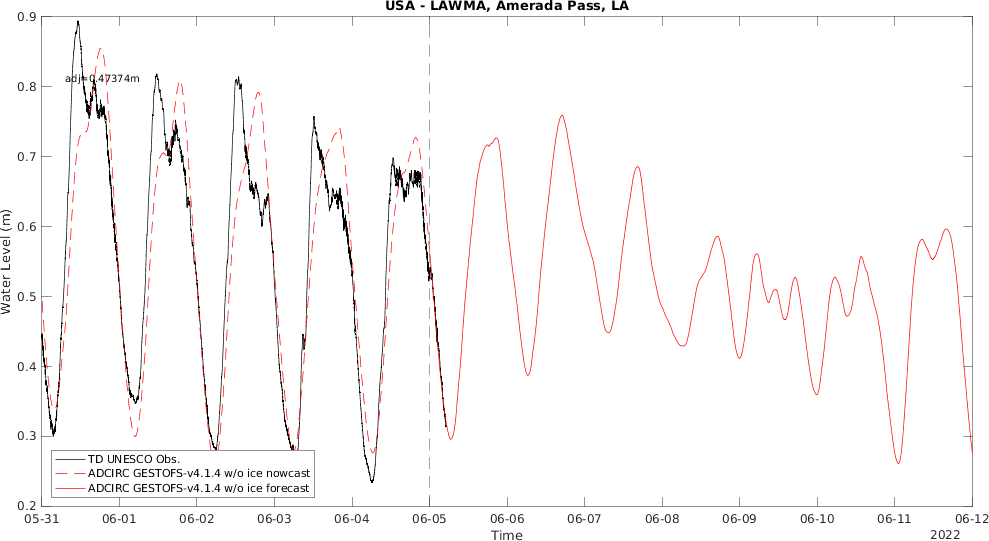 USA - LAWMA, Amerada Pass, LA
0.9
adj=0.47374m
0.8
0.7
0.6
Water Level (m)
0.5
0.4
0.3
TD UNESCO Obs.
ADCIRC GESTOFS-v4.1.4 w/o ice nowcast
ADCIRC GESTOFS-v4.1.4 w/o ice forecast
0.2
05-31 06-01 06-02 06-03 06-04 06-05 06-06 06-07 06-08 06-09 06-10 06-11 06-12
Time
2022